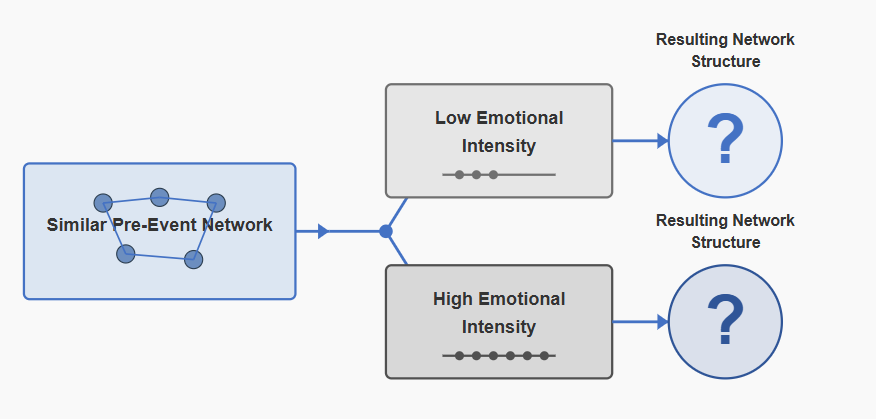 Similar Pre-Event Network
Low Emotional
Intensity
High Emotional
Intensity
Resulting Network
Structure
?
Resulting Network
Structure
?